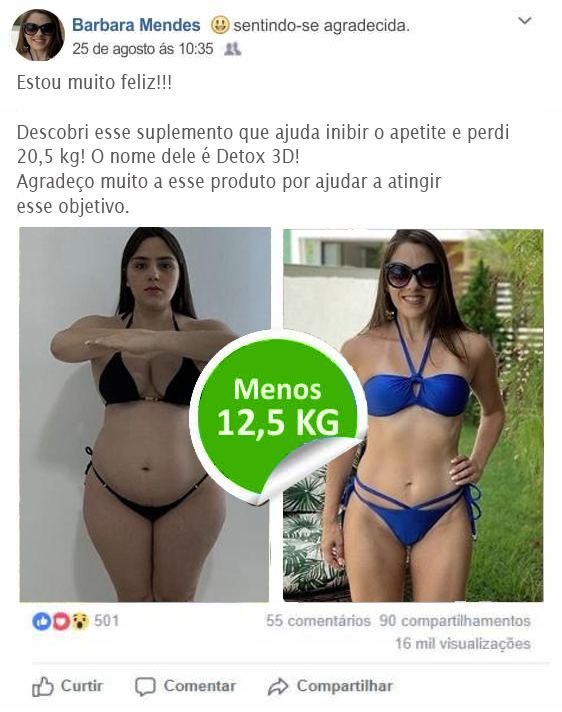 Barbara Mendes 😃 sentindo-se agradecida.
25 de agosto ás 10:35
Estou muito feliz!!!
Descobri esse suplemento que ajuda inibir o apetite e perdi
20,5 kg! O nome dele é Detox 3D!
Agradeço muito a esse produto por ajudar a atingir
esse objetivo.
Menos
12,5 KG
501
55 comentários 90 compartilhamentos
16 mil visualizações
Curtir
Comentar
Compartilhar